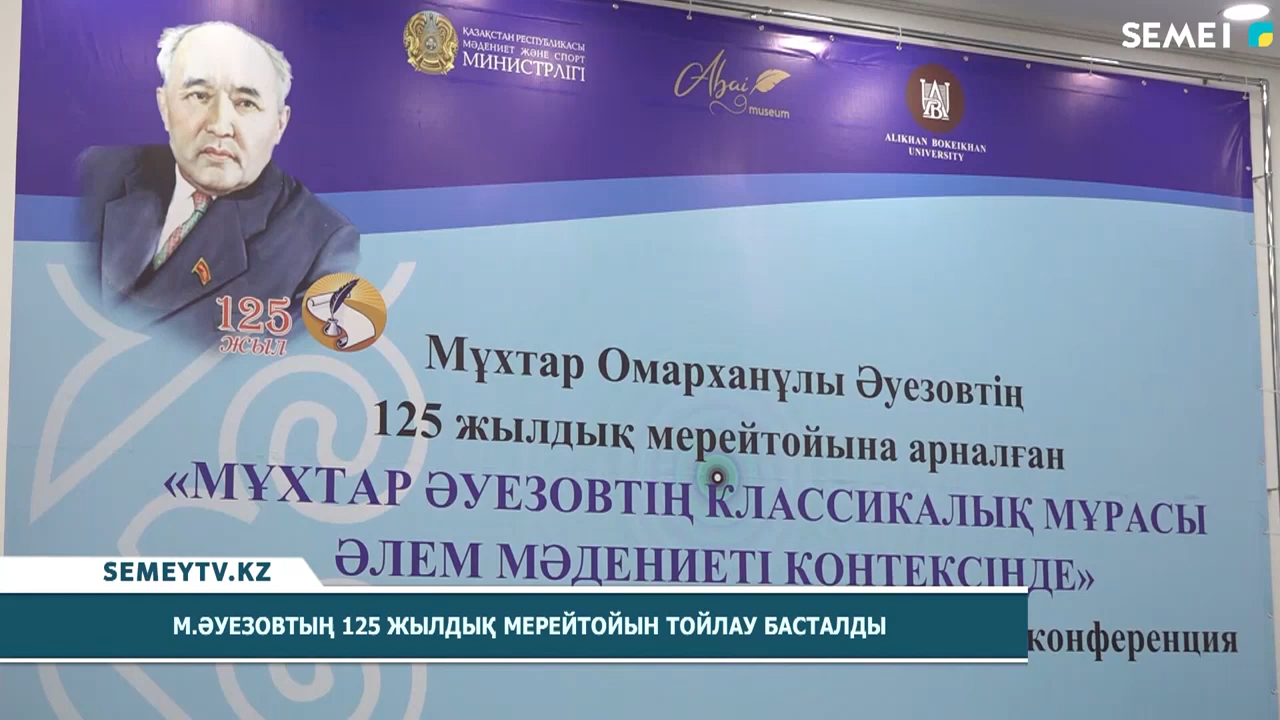 SEMEI
ҚАЗАҚСТАН РЕСПУБЛИКАСЫ
МӘДЕНИЕТ ЖӘНЕ СПОРТ
МИНИСТРЛІГІ
Abai
museum
AB
ALIKHAN BOKEIKHAN
UNIVERSITY
125
жыл
Мұхтар Омарханұлы Әуезовтің
125 жылдық мерейтойына арналған
«МҰХТАР ӘУЕЗОВТІҢ КЛАССИКАЛЫҚ МҰРАСЫ
ӘЛЕМ МӘДЕНИЕТІ КОНТЕКСІНДЕ»
конференция
SEMEYTV.KZ
М.ӘУЕЗОВТЫҢ 125 ЖЫЛДЫҚ МЕРЕЙТОЙЫН ТОЙЛАУ БАСТАЛДЫ